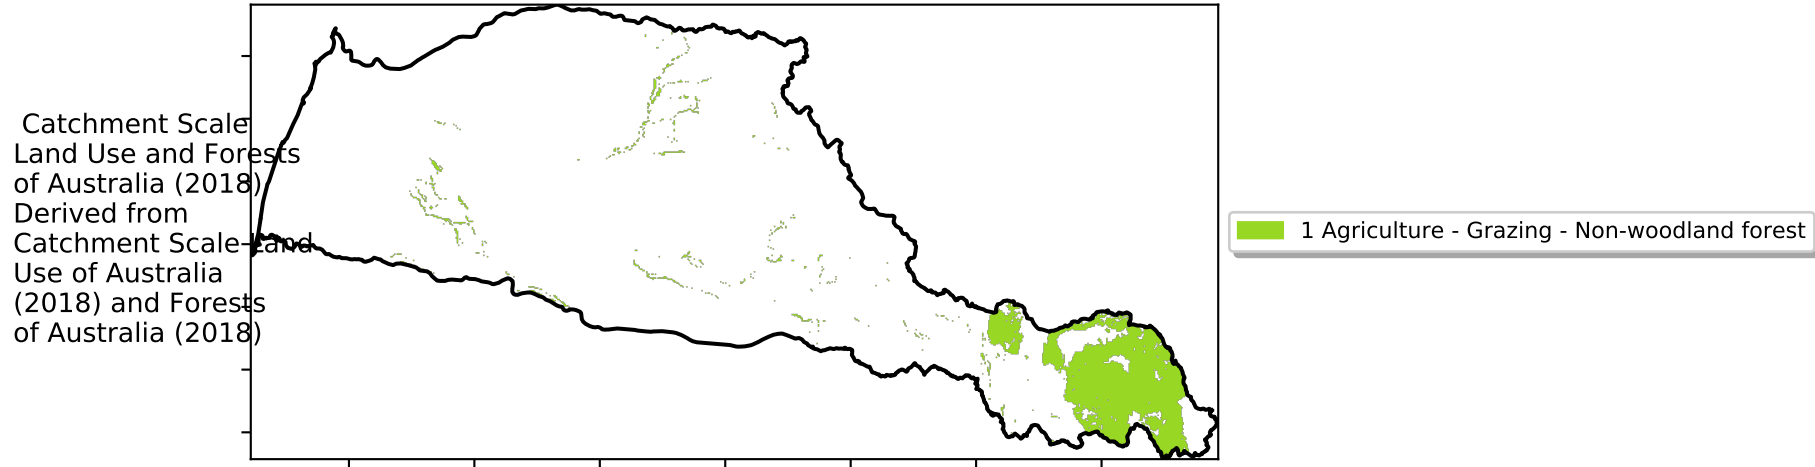 Catchment Scale
Land Use and Forests
of Australia (2018)
Derived from
Catchment Scale Land
Use of Australia
(2018) and Forests
of Australia (2018)
1 Agriculture - Grazing - Non-woodland forest